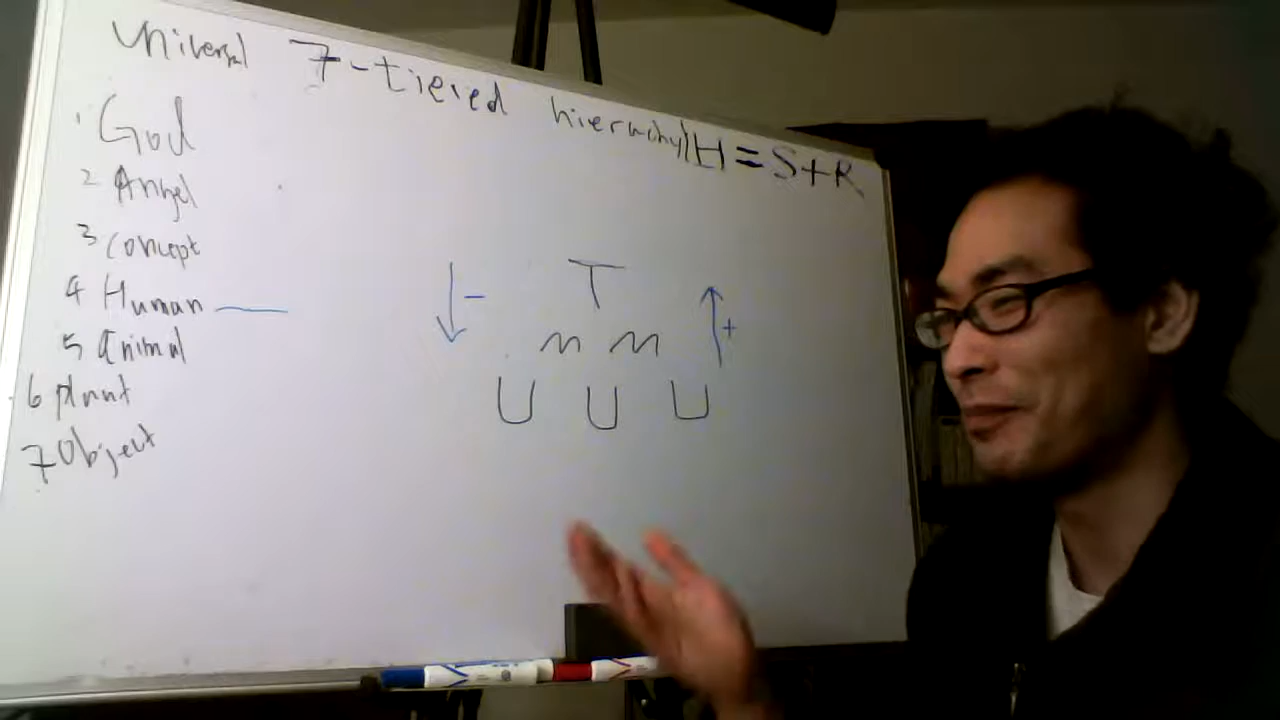 Universal 7-tiered hierarchy H = S+R
1 God
2 Angel
3 concept
4 Human
5 animal
6 plant
7 Object
-
T
+
m m
U U U